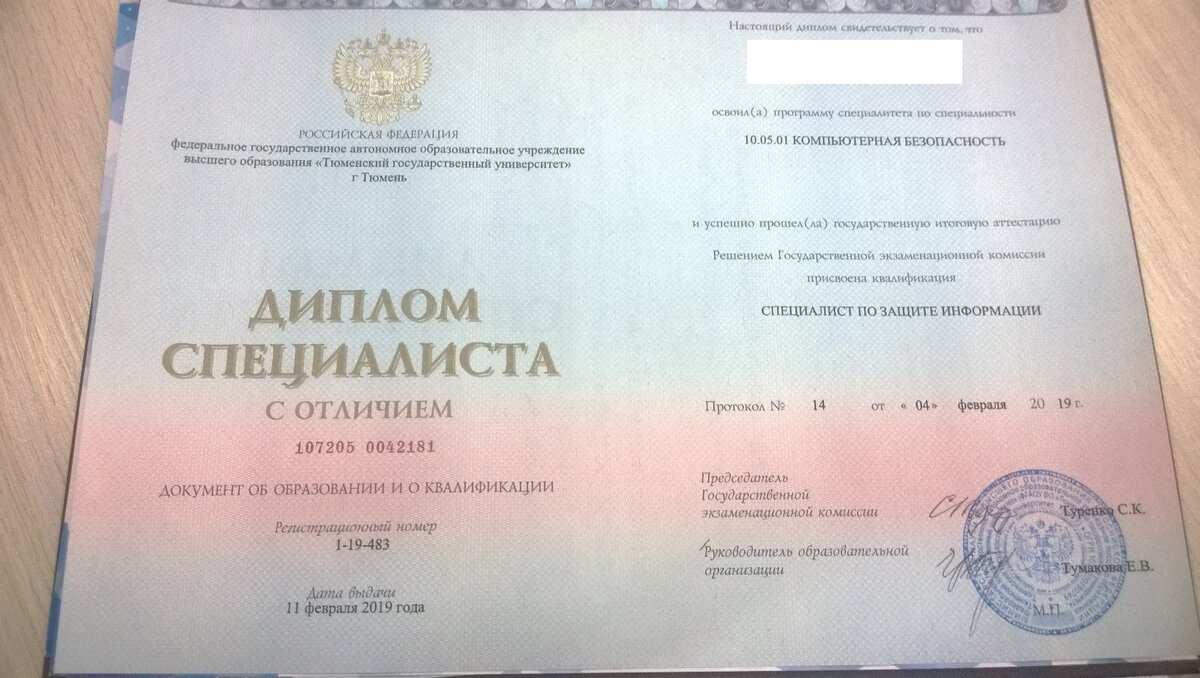 РОССИЙСКАЯ ФЕДЕРАЦИЯ
федеральное государственное автономное образовательное учреждение
высшего образования «Тюменский государственный университет»
г Тюмень
ДИПЛОМ
СПЕЦИАЛИСТА
С ОТЛИЧИЕМ
107205 0042181
ДОКУМЕНТ ОБ ОБРАЗОВАНИИ И О КВАЛИФИКАЦИИ
Регистрационный номер
1-19-483
Дата выдачи
11 февраля 2019 года
Настоящий диплом свидетельствует о том, что
освоил(а) программу специалитета по специальности
10.05.01 КОМПЬЮТЕРНАЯ БЕЗОПАСНОСТЬ
и успешно прошел(ла) государственную итоговую аттестацию
Решением Государственной экзаменационной комиссии
присвоена квалификация
СПЕЦИАЛИСТ ПО ЗАЩИТЕ ИНФОРМАЦИИ
Протокол № 14 от «04» февраля 2019 г.
Председатель
Государственной
экзаменационной комиссии Туренко С.К.
Руководитель образовательной
организации Тумакова Е.В.
М.П.